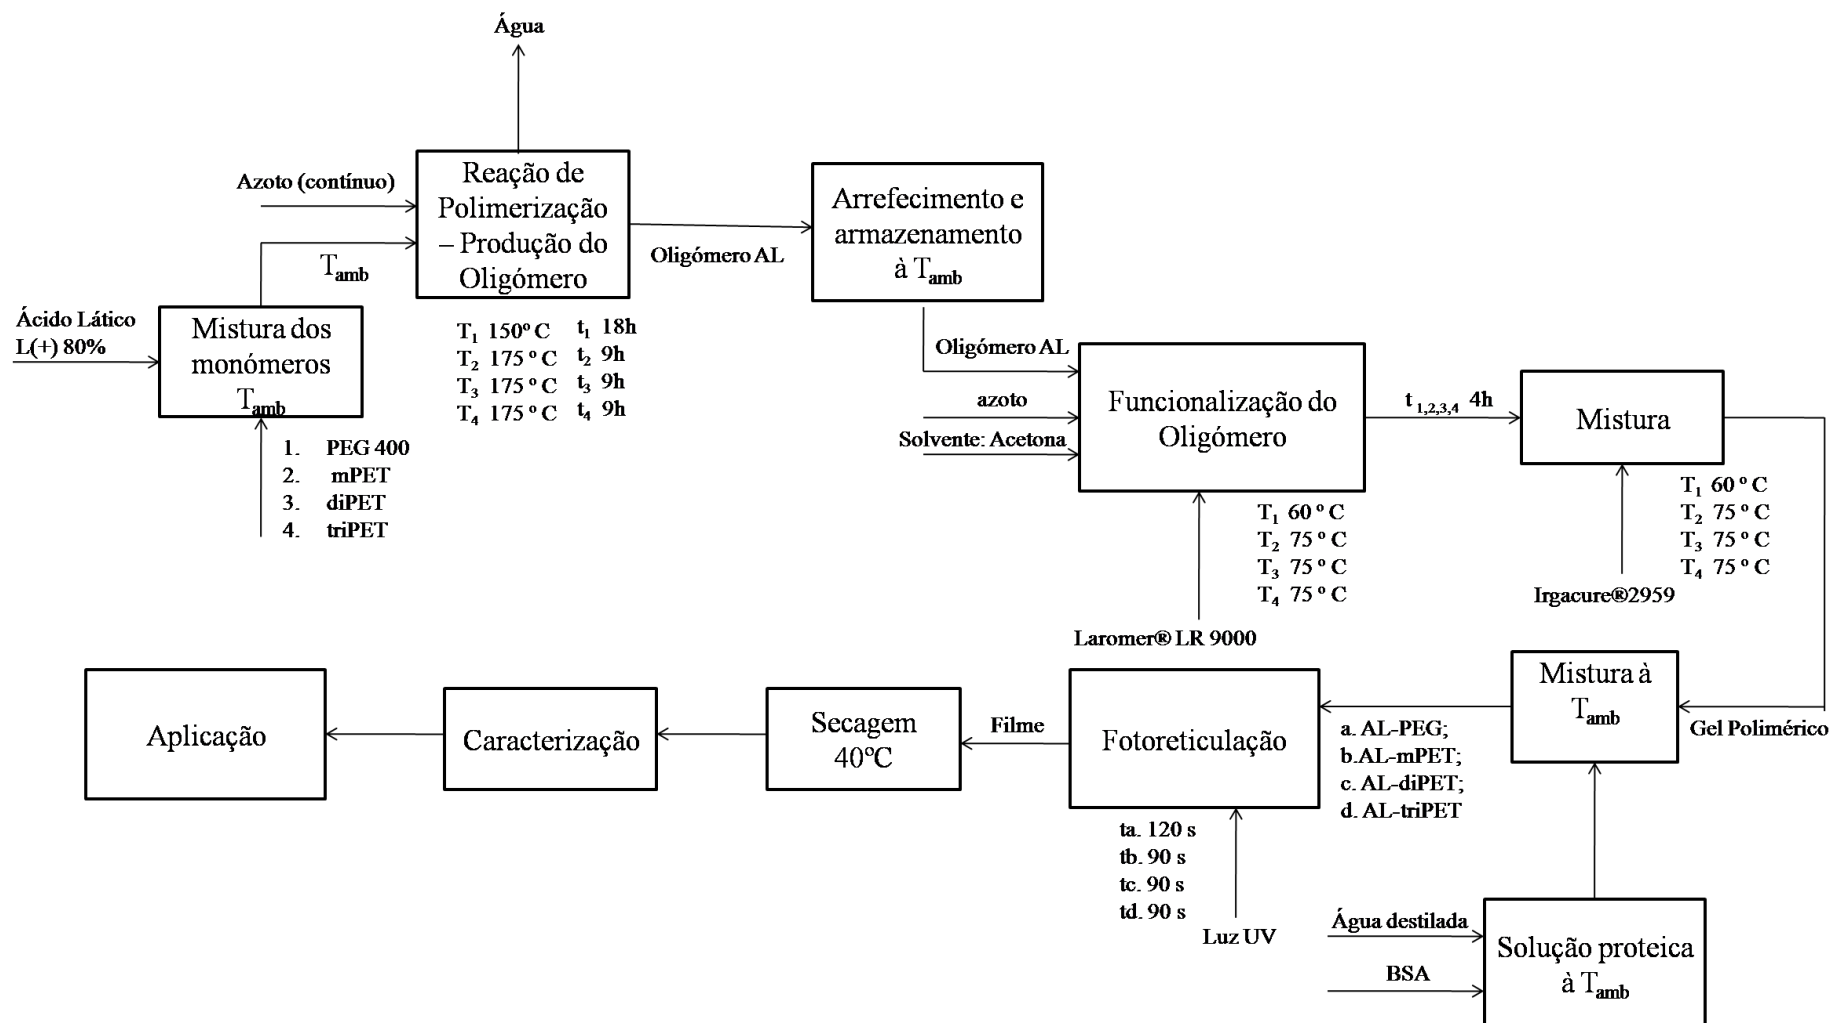 Água
Azoto (contínuo)
Reação de
Polimerização
– Produção do
Oligómero
T amb
Oligómero AL
Arrefecimento e
armazenamento
à T amb
Ácido Lático
L(+) 80%
Mistura dos
monómeros
T amb
T1 150º C t1 18h
T2 175 º C t2 9h
T3 175 º C t3 9h
T4 175 º C t4 9h
1. PEG 400
2. mPET
3. diPET
4. triPET
Oligómero AL
azoto
Solvente: Acetona
Funcionalização do
Oligómero
t 1,2,3,4 4h
Mistura
T1 60 º C
T2 75 º C
T3 75 º C
T4 75 º C
Laromer® LR 9000
T1 60 º C
T2 75 º C
T3 75 º C
T4 75 º C
Irgacure®2959
Gel Polimérico
Mistura à
T amb
a. AL-PEG;
b.AL-mPET;
c. AL-diPET;
d. AL-triPET
Fotoreticulação
Filme
Secagem
40ºC
Caracterização
Aplicação
ta. 120 s
tb. 90 s
tc. 90 s
td. 90 s
Luz UV
Água destilada
BSA
Solução proteica
à T amb